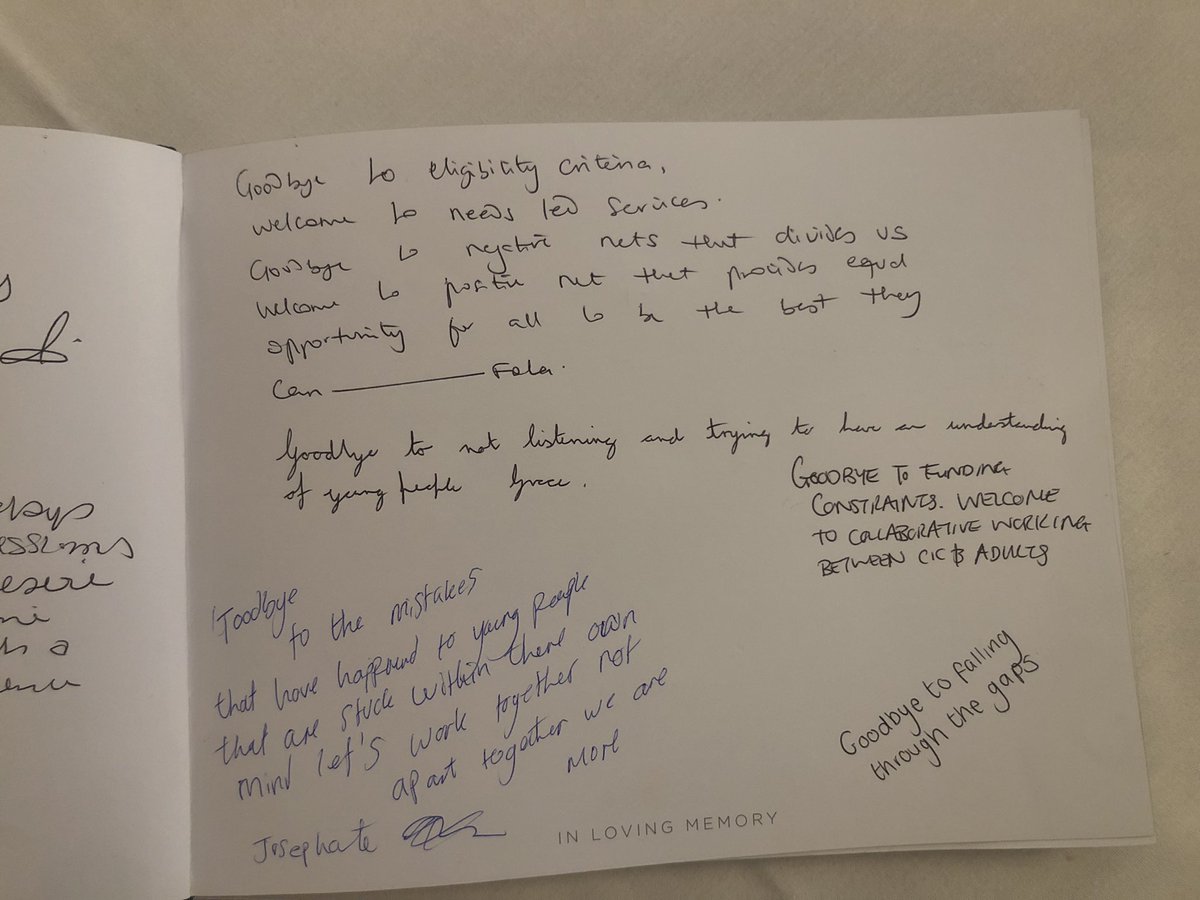 Goodbye to eligibility criteria,
welcome to needs led services.
Goodbye to negative nets that divides us
welcome to positive net that provides equal
opportunity for all to be the best they
can ———— Fola.
Goodbye to not listening and trying to have an understanding
of young people Grace.
GOODBYE TO FUNDING
CONSTRAINTS. WELCOME
TO COLLABORATIVE WORKING
BETWEEN CIC & ADULTS
Goodbye
to the mistakes
that have happend to young people
that are stuck within there own
mind let's work together not
apart together we are
more
Josephate
Goodbye to falling
through the gaps
IN LOVING MEMORY